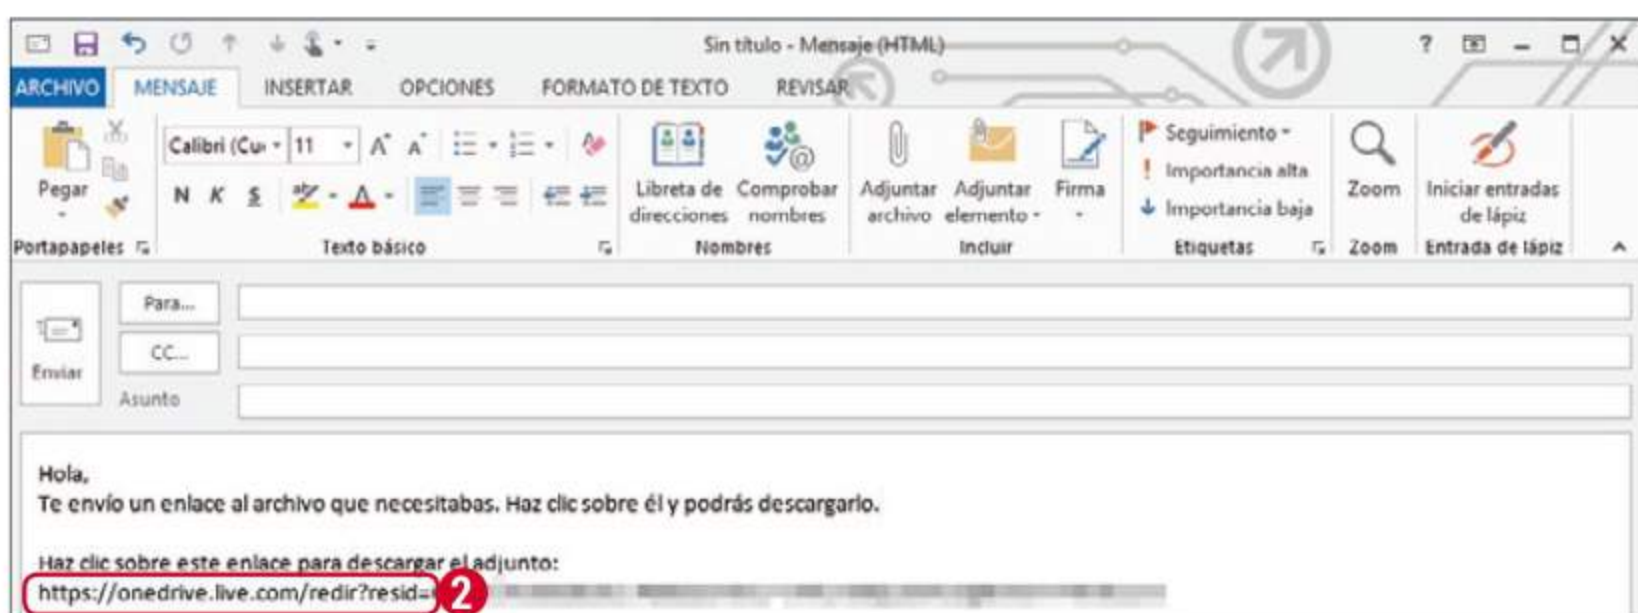 Sin título - Mensaje (HTML)
?
ARCHIVO MENSAJE INSERTAR OPCIONES FORMATO DE TEXTO REVISAR
Calibri (Cu 11 A A
Pegar
N K S ab A
Libreta de direcciones
Comprobar nombres
Adjuntar archivo
Adjuntar elemento
Firma
Seguimiento
! Importancia alta
Importancia baja
Zoom
Iniciar entradas de lápiz
Portapapeles Texto básico Nombres Incluir Etiquetas Zoom Entrada de lápiz
Enviar
Para...
CC...
Asunto
Hola,
Te envío un enlace al archivo que necesitabas. Haz clic sobre él y podrás descargarlo.
Haz clic sobre este enlace para descargar el adjunto:
https://onedrive.live.com/redir?resid= 2